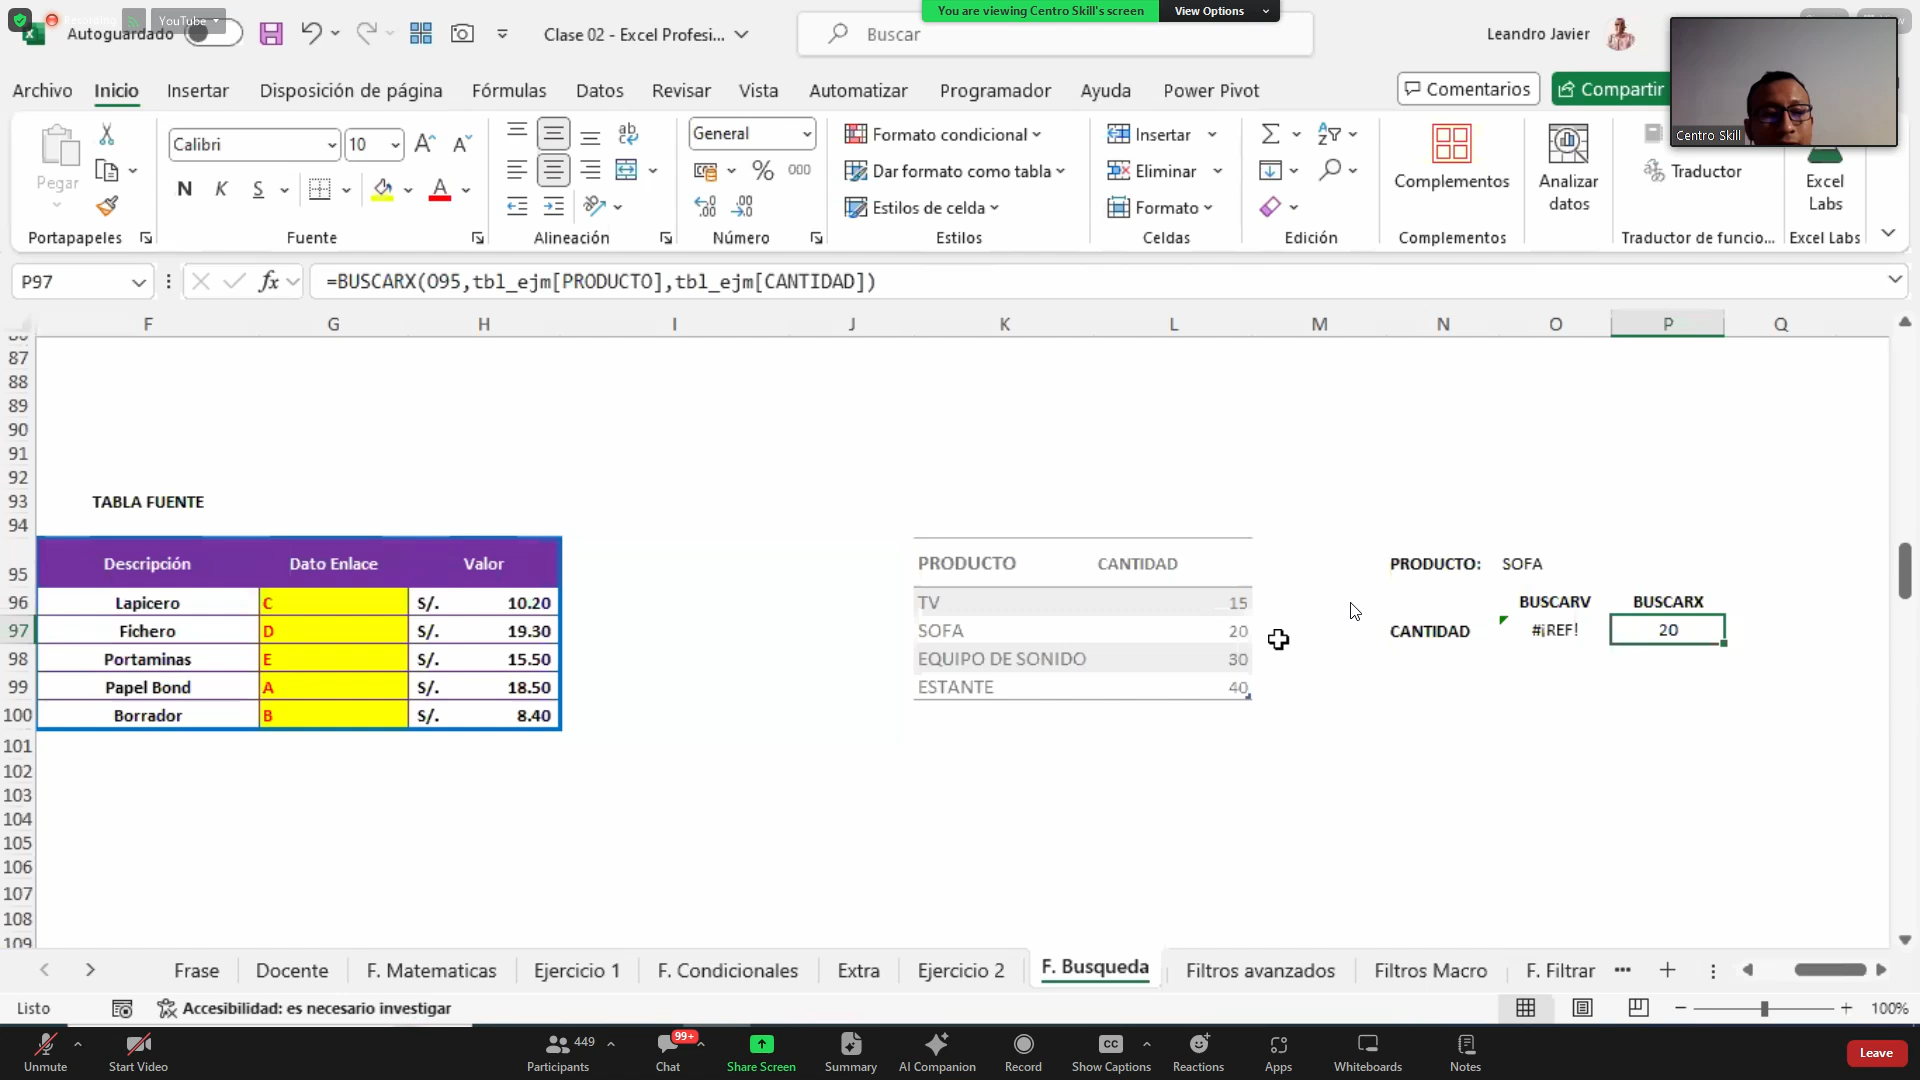 YouTube
You are viewing Centro Skill's screen
View Options
Autoguardado
Clase 02 - Excel Profesi...
Buscar
Leandro Javier
Centro Skill
Archivo
Inicio
Insertar
Disposición de página
Fórmulas
Datos
Revisar
Vista
Automatizar
Programador
Ayuda
Power Pivot
Comentarios
Compartir
Pegar
Portapapeles
Calibri
10
N K S
Fuente
Alineación
General
% 000
Número
Formato condicional
Dar formato como tabla
Estilos de celda
Estilos
Insertar
Eliminar
Formato
Celdas
Edición
Complementos
Complementos
Analizar datos
Traductor
Traductor de funcio...
Excel Labs
Excel Labs
P97
fx
=BUSCARX(O95,tbl_ejm[PRODUCTO],tbl_ejm[CANTIDAD])
F G H I J K L M N O P Q
87
88
89
90
91
92
93 TABLA FUENTE
94
95 Descripción Dato Enlace Valor PRODUCTO CANTIDAD PRODUCTO: SOFA
96 Lapicero C S/. 10.20 TV 15 BUSCARV BUSCARX
97 Fichero D S/. 19.30 SOFA 20 CANTIDAD #¡REF! 20
98 Portaminas E S/. 15.50 EQUIPO DE SONIDO 30
99 Papel Bond A S/. 18.50 ESTANTE 40
100 Borrador B S/. 8.40
101
102
103
104
105
106
107
108
109
Frase
Docente
F. Matematicas
Ejercicio 1
F. Condicionales
Extra
Ejercicio 2
F. Busqueda
Filtros avanzados
Filtros Macro
F. Filtrar
Listo
Accesibilidad: es necesario investigar
100%
Unmute
Start Video
Participants 449
Chat 99+
Share Screen
Summary
AI Companion
Record
CC
Show Captions
Reactions
Apps
Whiteboards
Notes
Leave